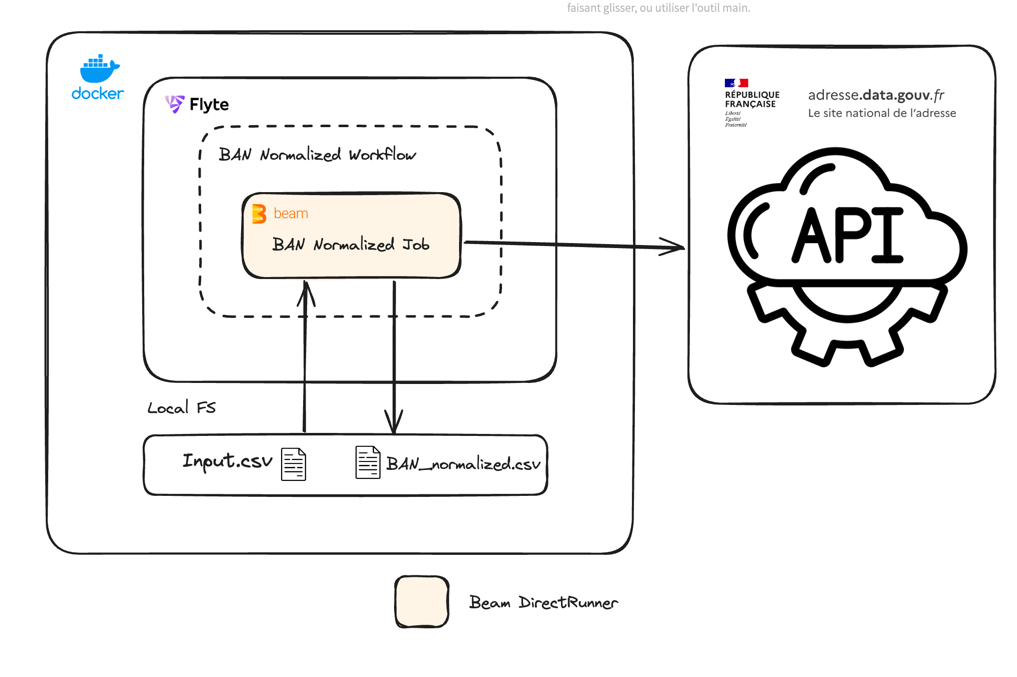 faisant glisser, ou utiliser l'outil main.
docker
Flyte
BAN Normalized Workflow
beam
BAN Normalized Job
RÉPUBLIQUE
FRANÇAISE
Liberté
Égalité
Fraternité
adresse.data.gouv.fr
Le site national de l'adresse
API
Local FS
Input.csv
BAN_normalized.csv
Beam DirectRunner